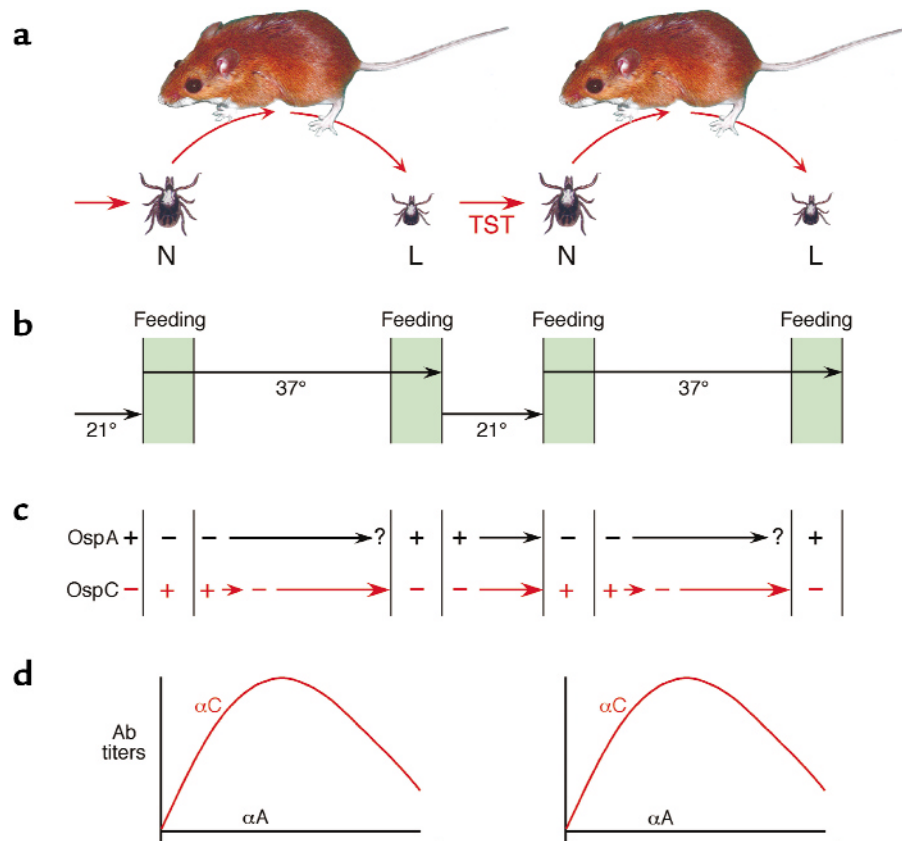 a
N L TST N L
b
Feeding Feeding Feeding Feeding
37° 37°
21° 21°
c
OspA + − − ? + + − − ? +
OspC − + + − − − + + − −
d
αC αC
Ab
titers
αA αA